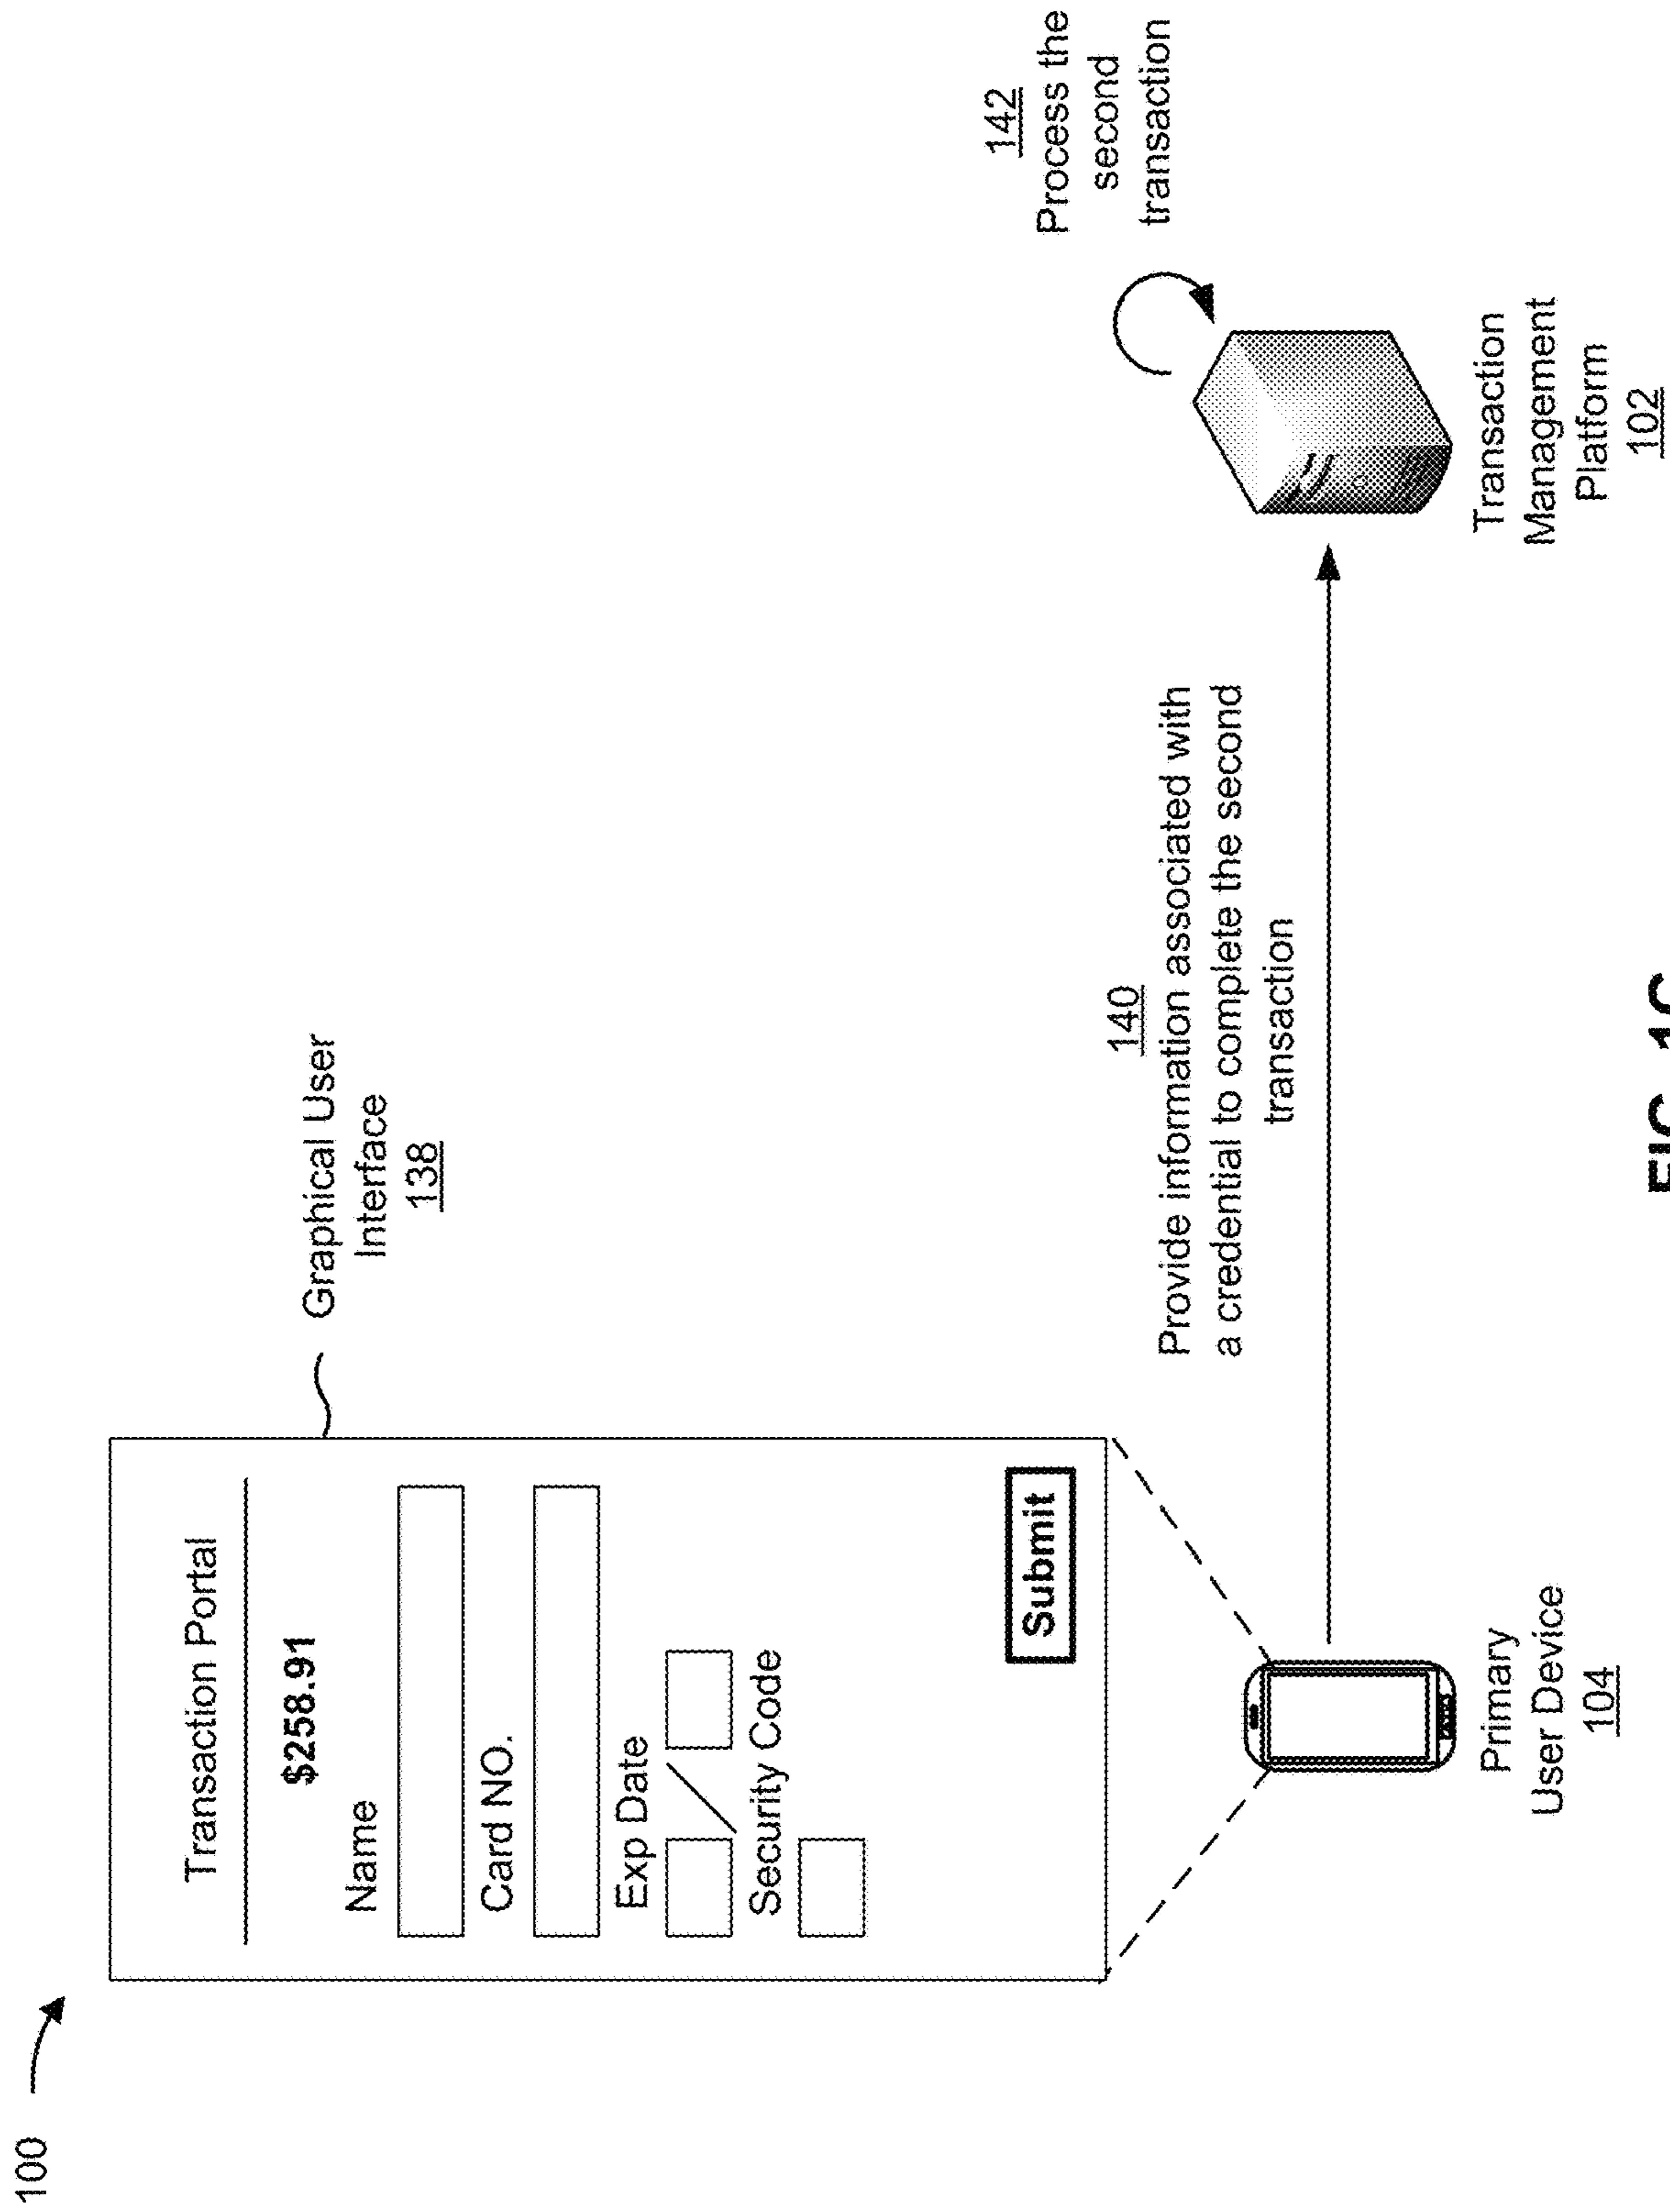 100
Transaction Portal
$258.91
Name
Card NO.
Exp Date
Security Code
Submit
Graphical User
Interface
138
Primary
User Device
104
140
Provide information associated with
a credential to complete the second
transaction
142
Process the
second
transaction
Transaction
Management
Platform
102